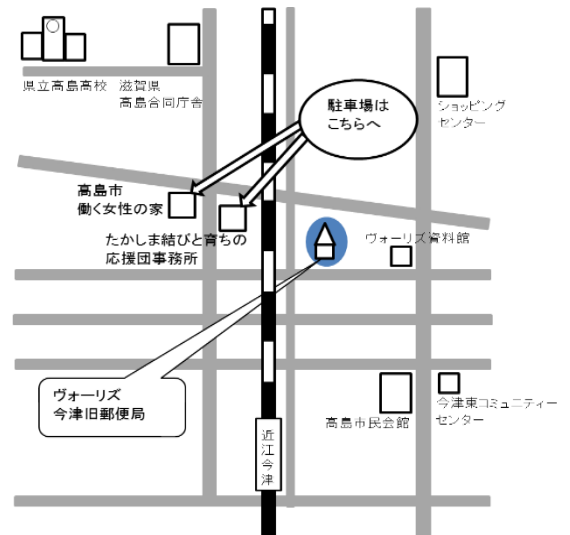 県立高島高校
滋賀県
高島合同庁舎
駐車場は
こちらへ
ショッピング
センター
高島市
働く女性の家
たかしま結びと育ちの
応援団事務所
ヴォーリズ資料館
ヴォーリズ
今津旧郵便局
近江今津
高島市民会館
今津東コミュニティー
センター